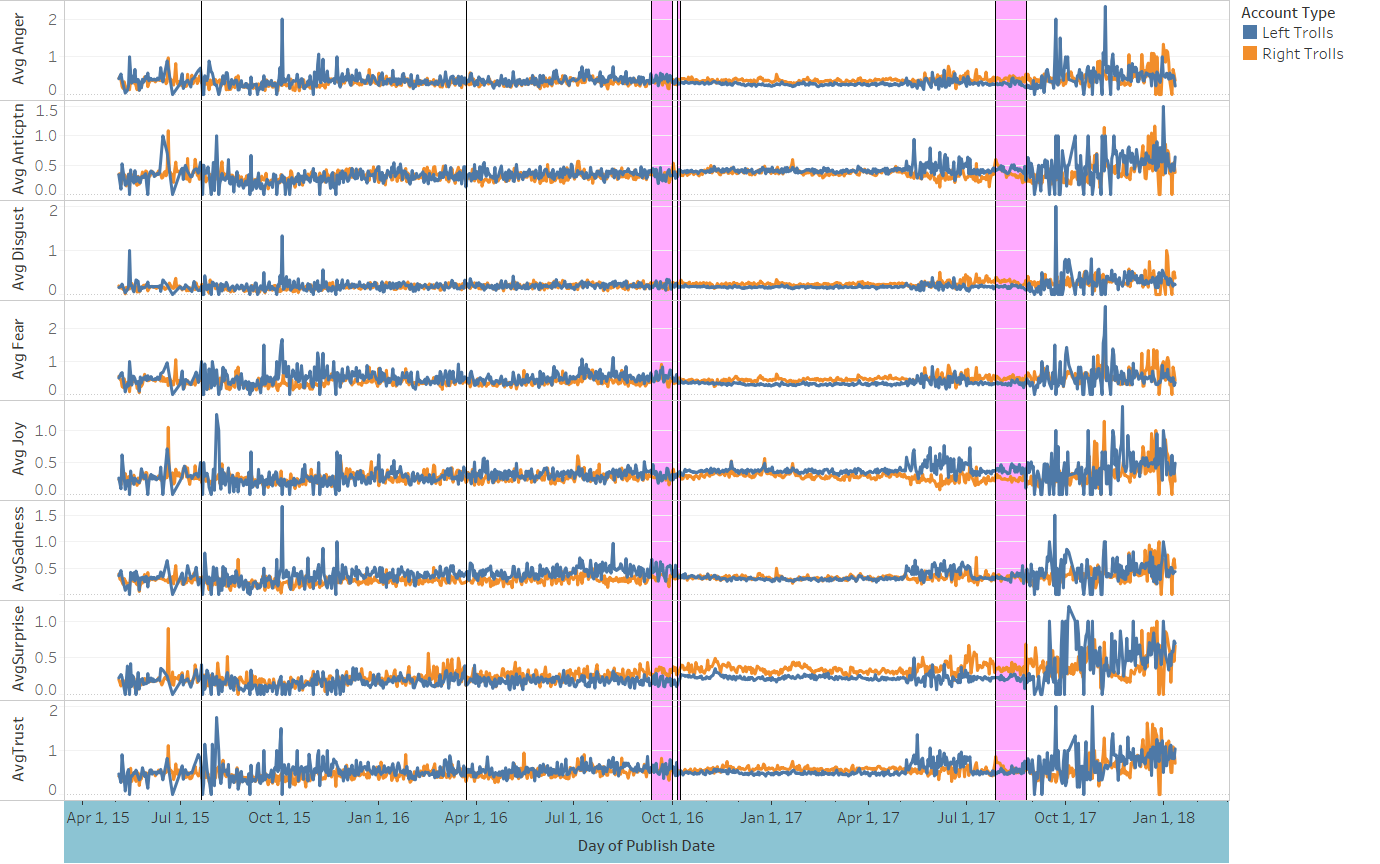 Account Type
Left Trolls
Right Trolls
Avg Anger
2
1
0
Avg Anticptn
1.5
1.0
0.5
0.0
Avg Disgust
2
1
0
Avg Fear
2
1
0
Avg Joy
1.0
0.5
0.0
AvgSadness
1.5
1.0
0.5
AvgSurprise
1.0
0.5
0.0
AvgTrust
2
1
0
Apr 1, 15 Jul 1, 15 Oct 1, 15 Jan 1, 16 Apr 1, 16 Jul 1, 16 Oct 1, 16 Jan 1, 17 Apr 1, 17 Jul 1, 17 Oct 1, 17 Jan 1, 18
Day of Publish Date